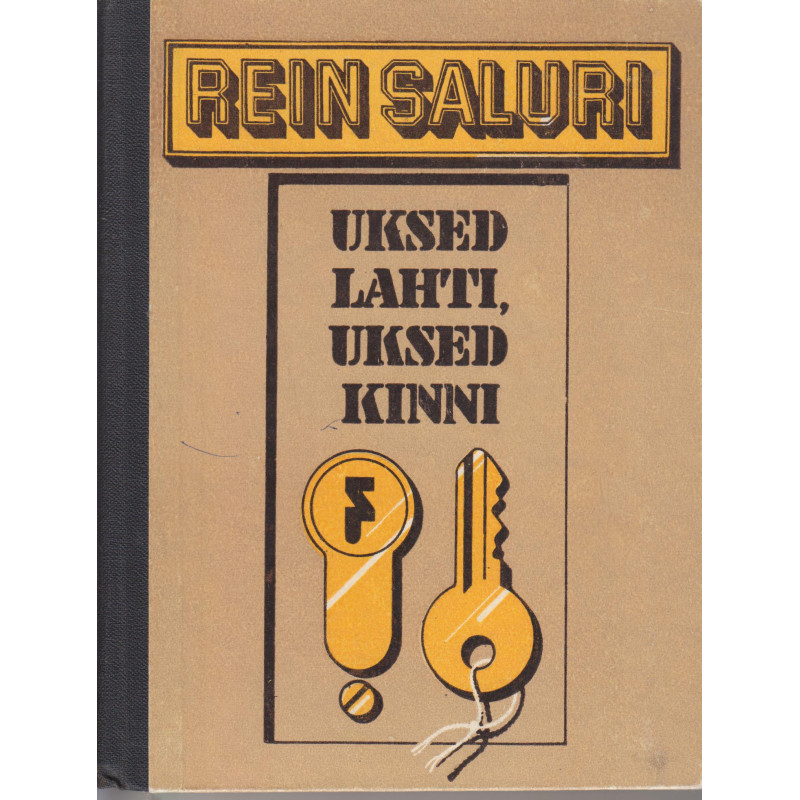 REIN SALURI
UKSED
LAHTI,
UKSED
KINNI